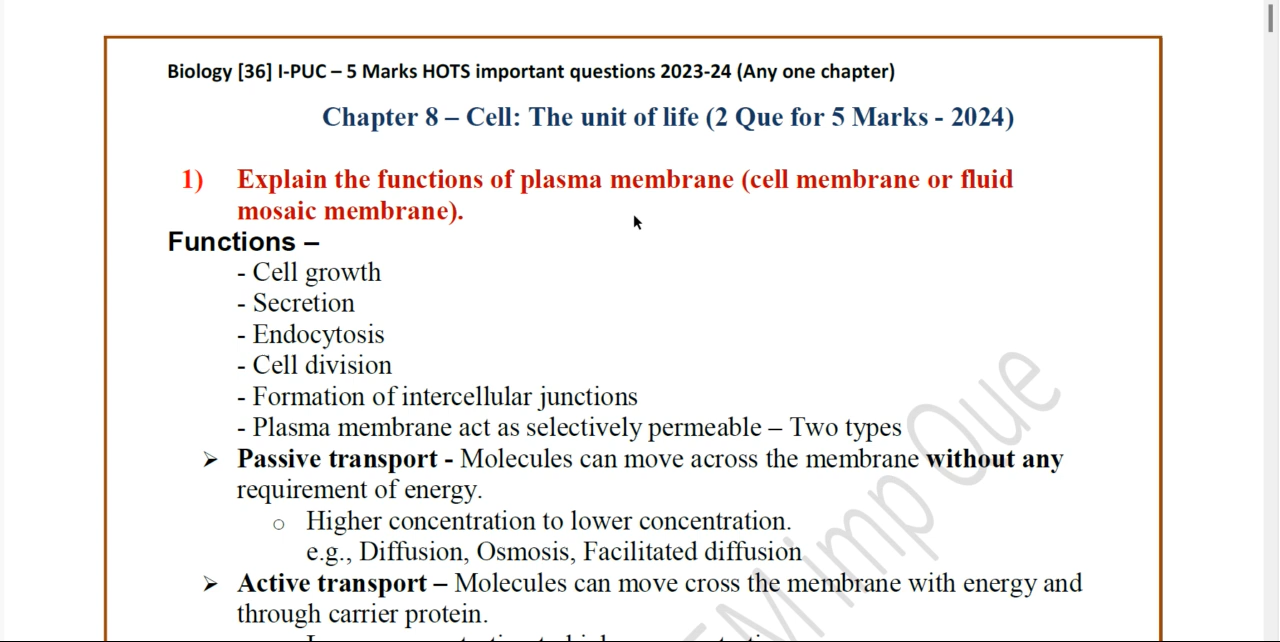 Biology [36] I-PUC – 5 Marks HOTS important questions 2023-24 (Any one chapter)
Chapter 8 – Cell: The unit of life (2 Que for 5 Marks - 2024)
1) Explain the functions of plasma membrane (cell membrane or fluid
mosaic membrane).
Functions –
- Cell growth
- Secretion
- Endocytosis
- Cell division
- Formation of intercellular junctions
- Plasma membrane act as selectively permeable – Two types
➢ Passive transport - Molecules can move across the membrane without any
requirement of energy.
○ Higher concentration to lower concentration.
e.g., Diffusion, Osmosis, Facilitated diffusion
➢ Active transport – Molecules can move cross the membrane with energy and
through carrier protein.
imp Que